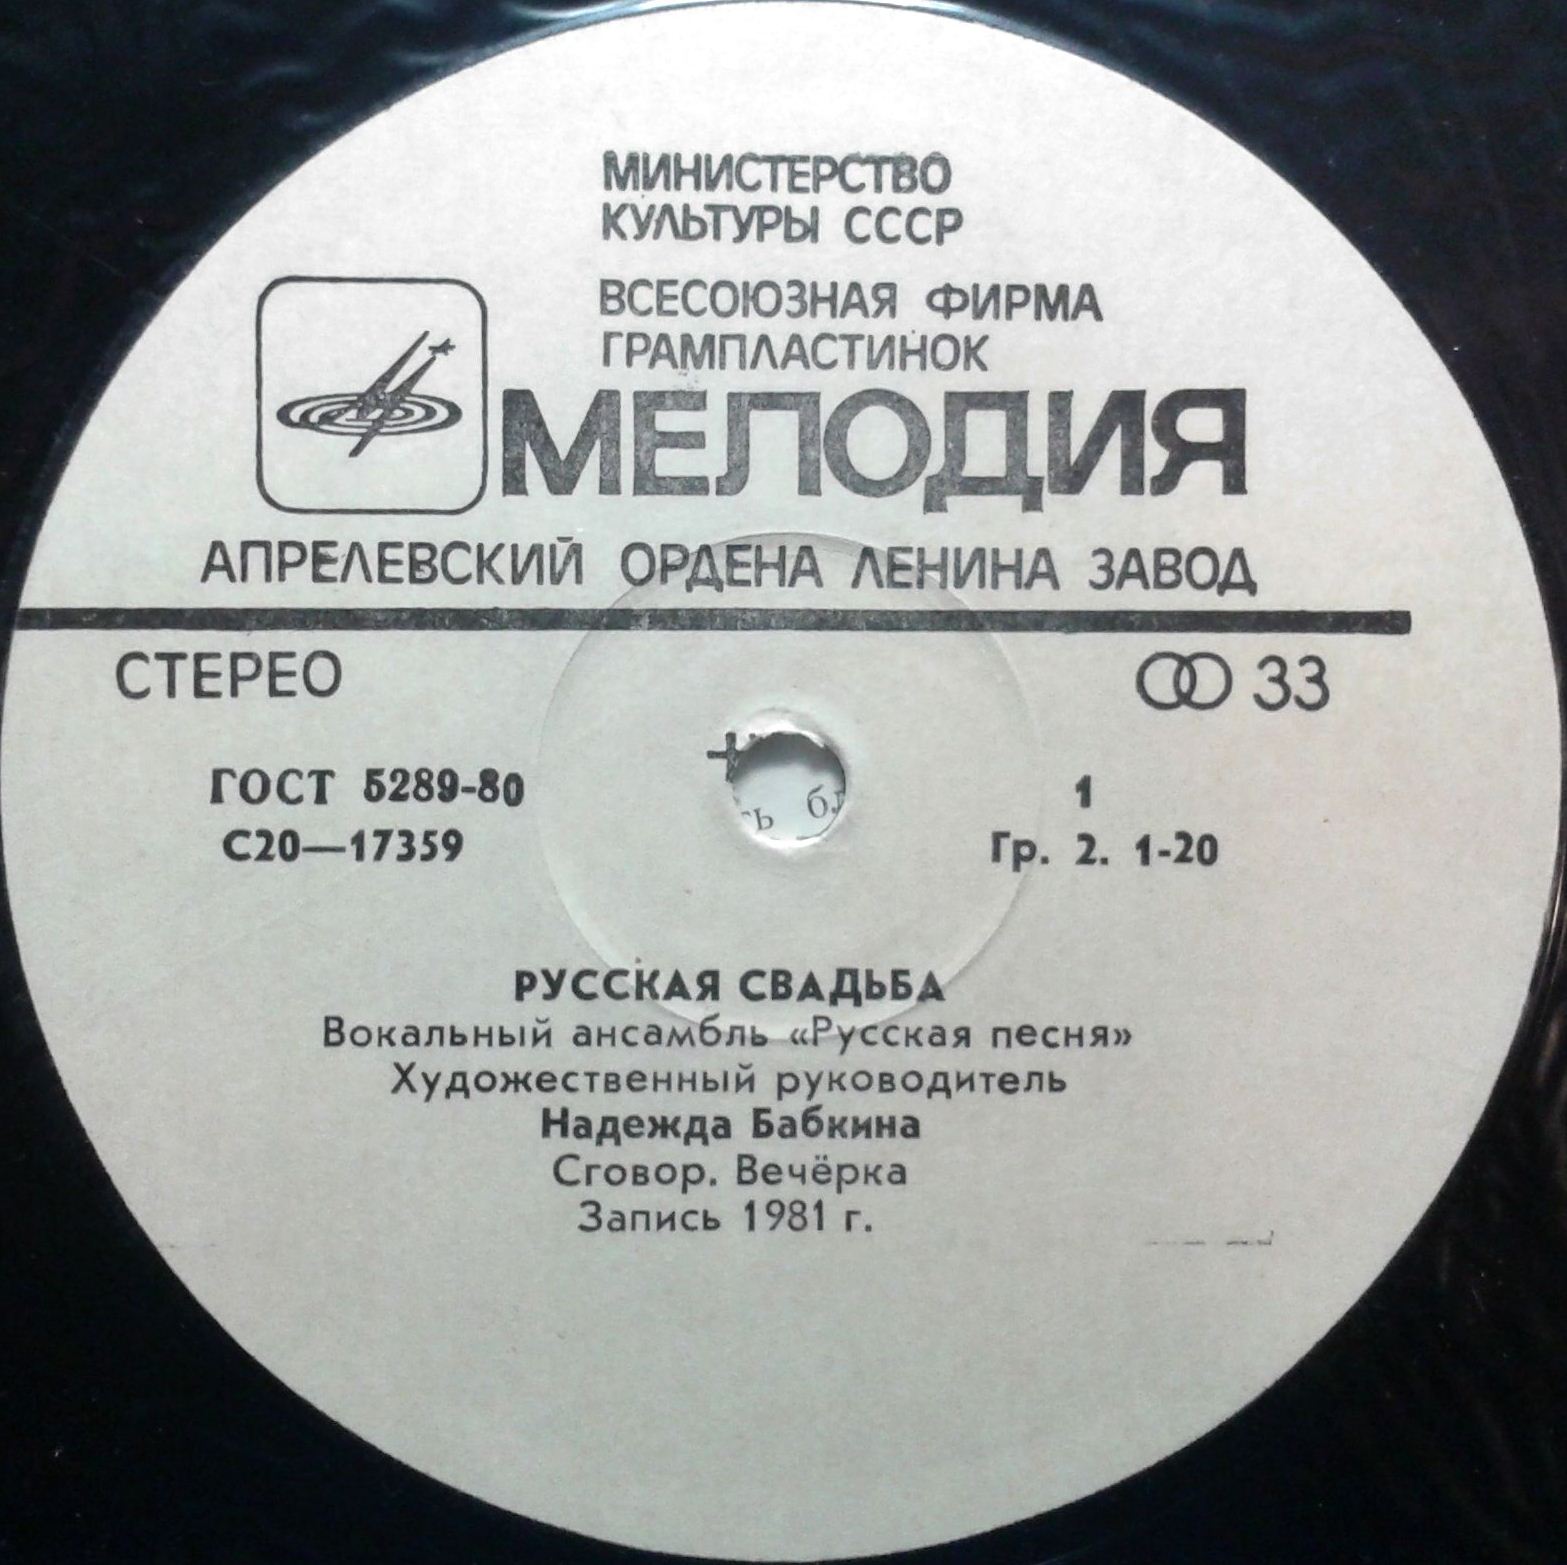 МИНИСТЕРСТВО
КУЛЬТУРЫ СССР
ВСЕСОЮЗНАЯ ФИРМА
ГРАМПЛАСТИНОК
МЕЛОДИЯ
АПРЕЛЕВСКИЙ ОРДЕНА ЛЕНИНА ЗАВОД
СТЕРЕО 33
ГОСТ 5289-80 1
С20—17359 Гр. 2. 1-20
РУССКАЯ СВАДЬБА
Вокальный ансамбль «Русская песня»
Художественный руководитель
Надежда Бабкина
Сговор. Вечёрка
Запись 1981 г.